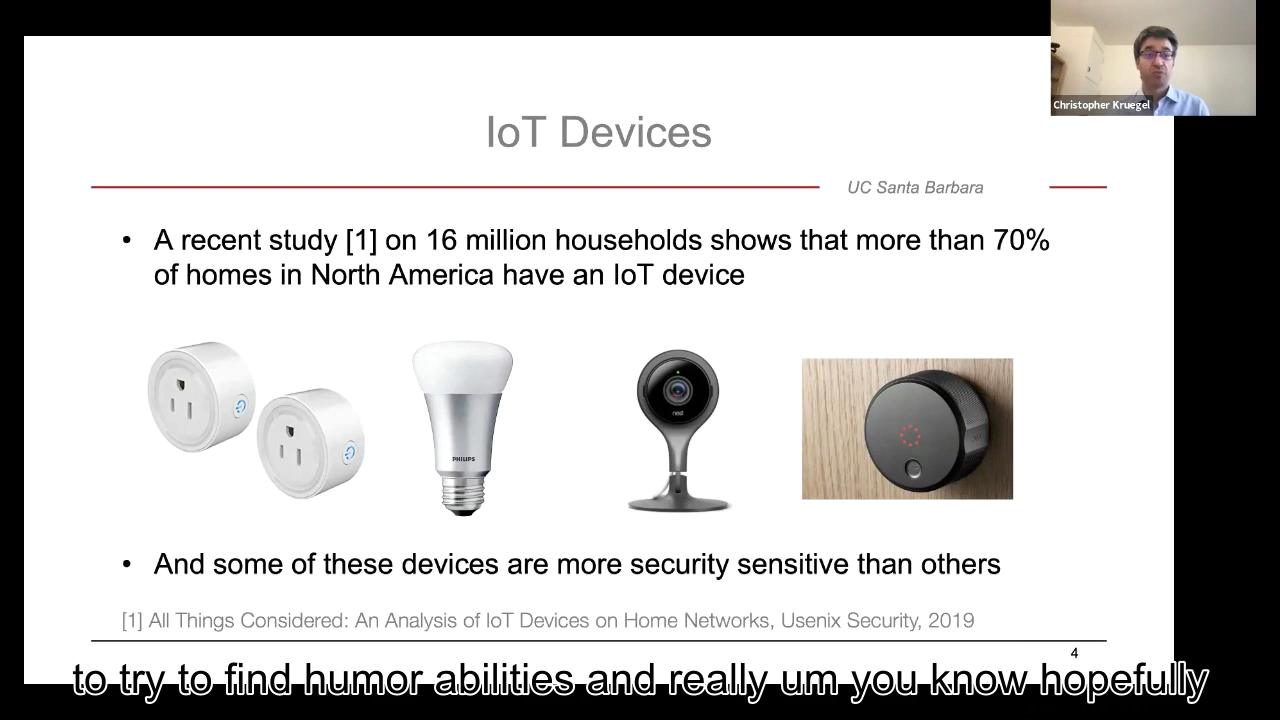 Christopher Kruegel
IoT Devices
UC Santa Barbara
• A recent study [1] on 16 million households shows that more than 70%
of homes in North America have an IoT device
PHILIPS
nest
• And some of these devices are more security sensitive than others
[1] All Things Considered: An Analysis of IoT Devices on Home Networks, Usenix Security, 2019
4
to try to find humor abilities and really um you know hopefully